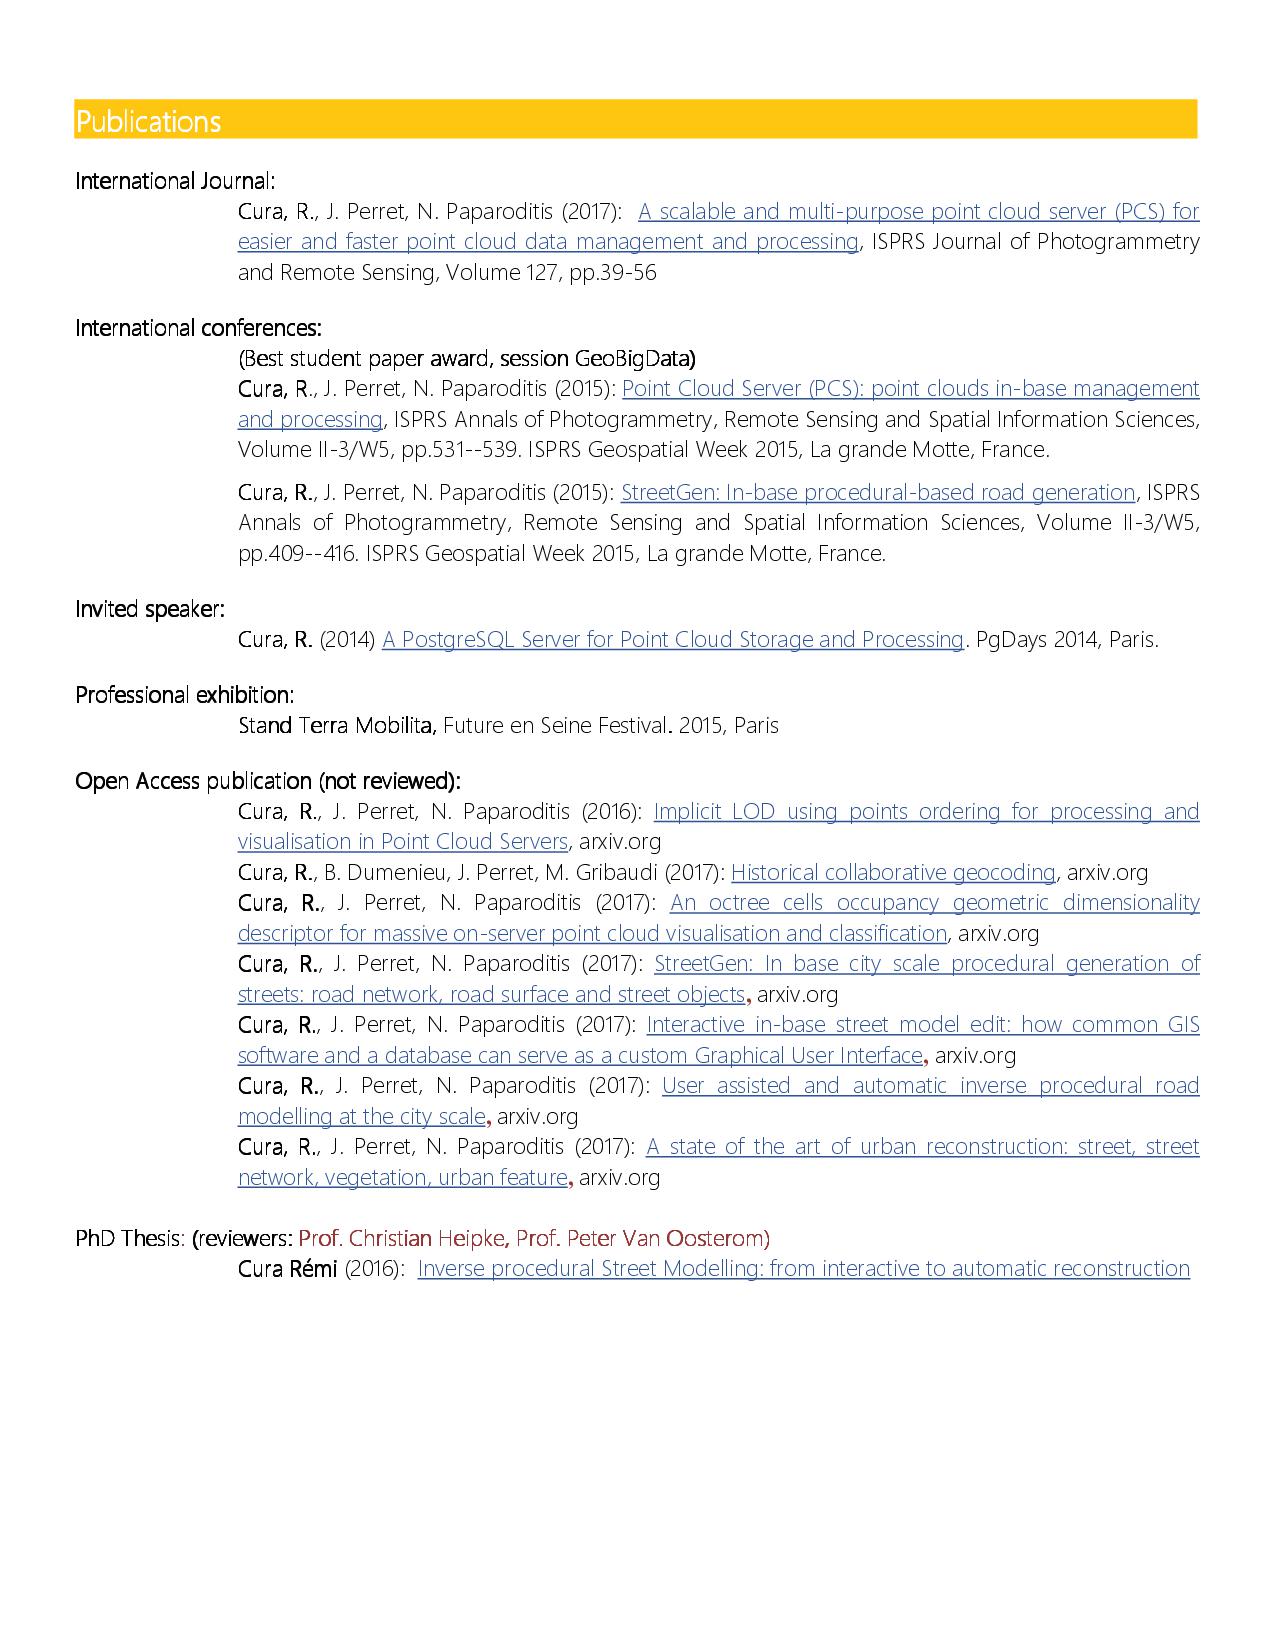 Publications
International Journal:
Cura, R., J. Perret, N. Paparoditis (2017): A scalable and multi-purpose point cloud server (PCS) for
easier and faster point cloud data management and processing, ISPRS Journal of Photogrammetry
and Remote Sensing, Volume 127, pp.39-56
International conferences:
(Best student paper award, session GeoBigData)
Cura, R., J. Perret, N. Paparoditis (2015): Point Cloud Server (PCS): point clouds in-base management
and processing, ISPRS Annals of Photogrammetry, Remote Sensing and Spatial Information Sciences,
Volume II-3/W5, pp.531--539. ISPRS Geospatial Week 2015, La grande Motte, France.
Cura, R., J. Perret, N. Paparoditis (2015): StreetGen: In-base procedural-based road generation, ISPRS
Annals of Photogrammetry, Remote Sensing and Spatial Information Sciences, Volume II-3/W5,
pp.409--416. ISPRS Geospatial Week 2015, La grande Motte, France.
Invited speaker:
Cura, R. (2014) A PostgreSQL Server for Point Cloud Storage and Processing. PgDays 2014, Paris.
Professional exhibition:
Stand Terra Mobilita, Future en Seine Festival. 2015, Paris
Open Access publication (not reviewed):
Cura, R., J. Perret, N. Paparoditis (2016): Implicit LOD using points ordering for processing and
visualisation in Point Cloud Servers, arxiv.org
Cura, R., B. Dumenieu, J. Perret, M. Gribaudi (2017): Historical collaborative geocoding, arxiv.org
Cura, R., J. Perret, N. Paparoditis (2017): An octree cells occupancy geometric dimensionality
descriptor for massive on-server point cloud visualisation and classification, arxiv.org
Cura, R., J. Perret, N. Paparoditis (2017): StreetGen: In base city scale procedural generation of
streets: road network, road surface and street objects, arxiv.org
Cura, R., J. Perret, N. Paparoditis (2017): Interactive in-base street model edit: how common GIS
software and a database can serve as a custom Graphical User Interface, arxiv.org
Cura, R., J. Perret, N. Paparoditis (2017): User assisted and automatic inverse procedural road
modelling at the city scale, arxiv.org
Cura, R., J. Perret, N. Paparoditis (2017): A state of the art of urban reconstruction: street, street
network, vegetation, urban feature, arxiv.org
PhD Thesis: (reviewers: Prof. Christian Heipke, Prof. Peter Van Oosterom)
Cura Rémi (2016): Inverse procedural Street Modelling: from interactive to automatic reconstruction